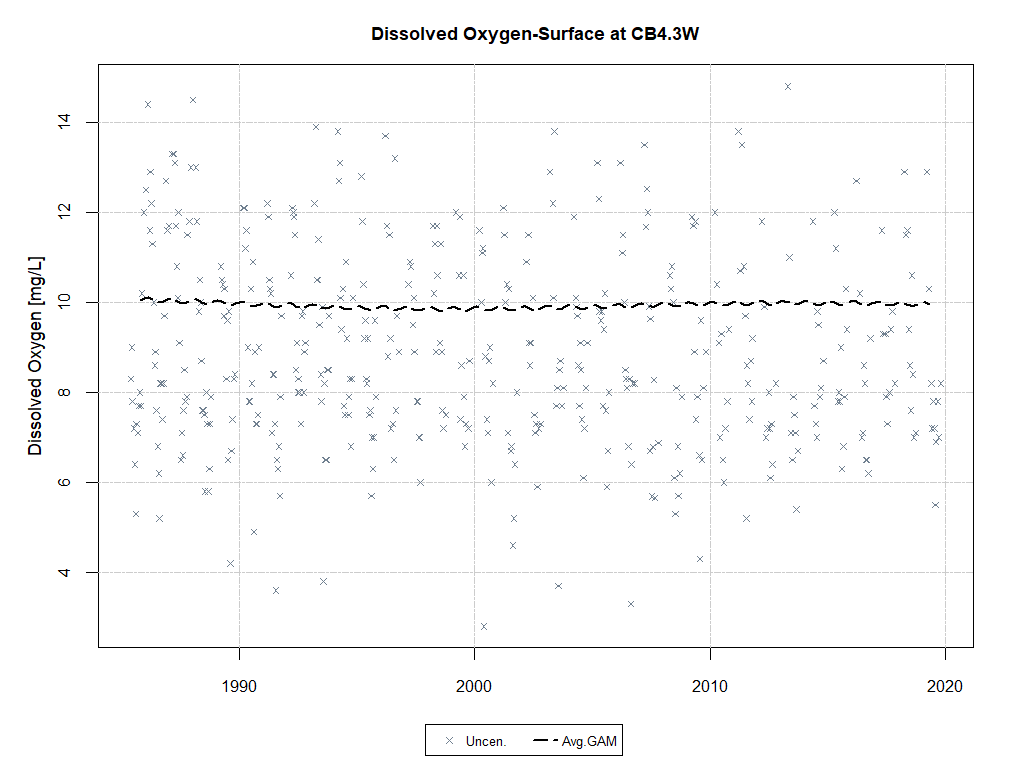 Dissolved Oxygen-Surface at CB4.3W
Dissolved Oxygen [mg/L]
14
12
10
8
6
4
1990 2000 2010 2020
Uncen. Avg.GAM